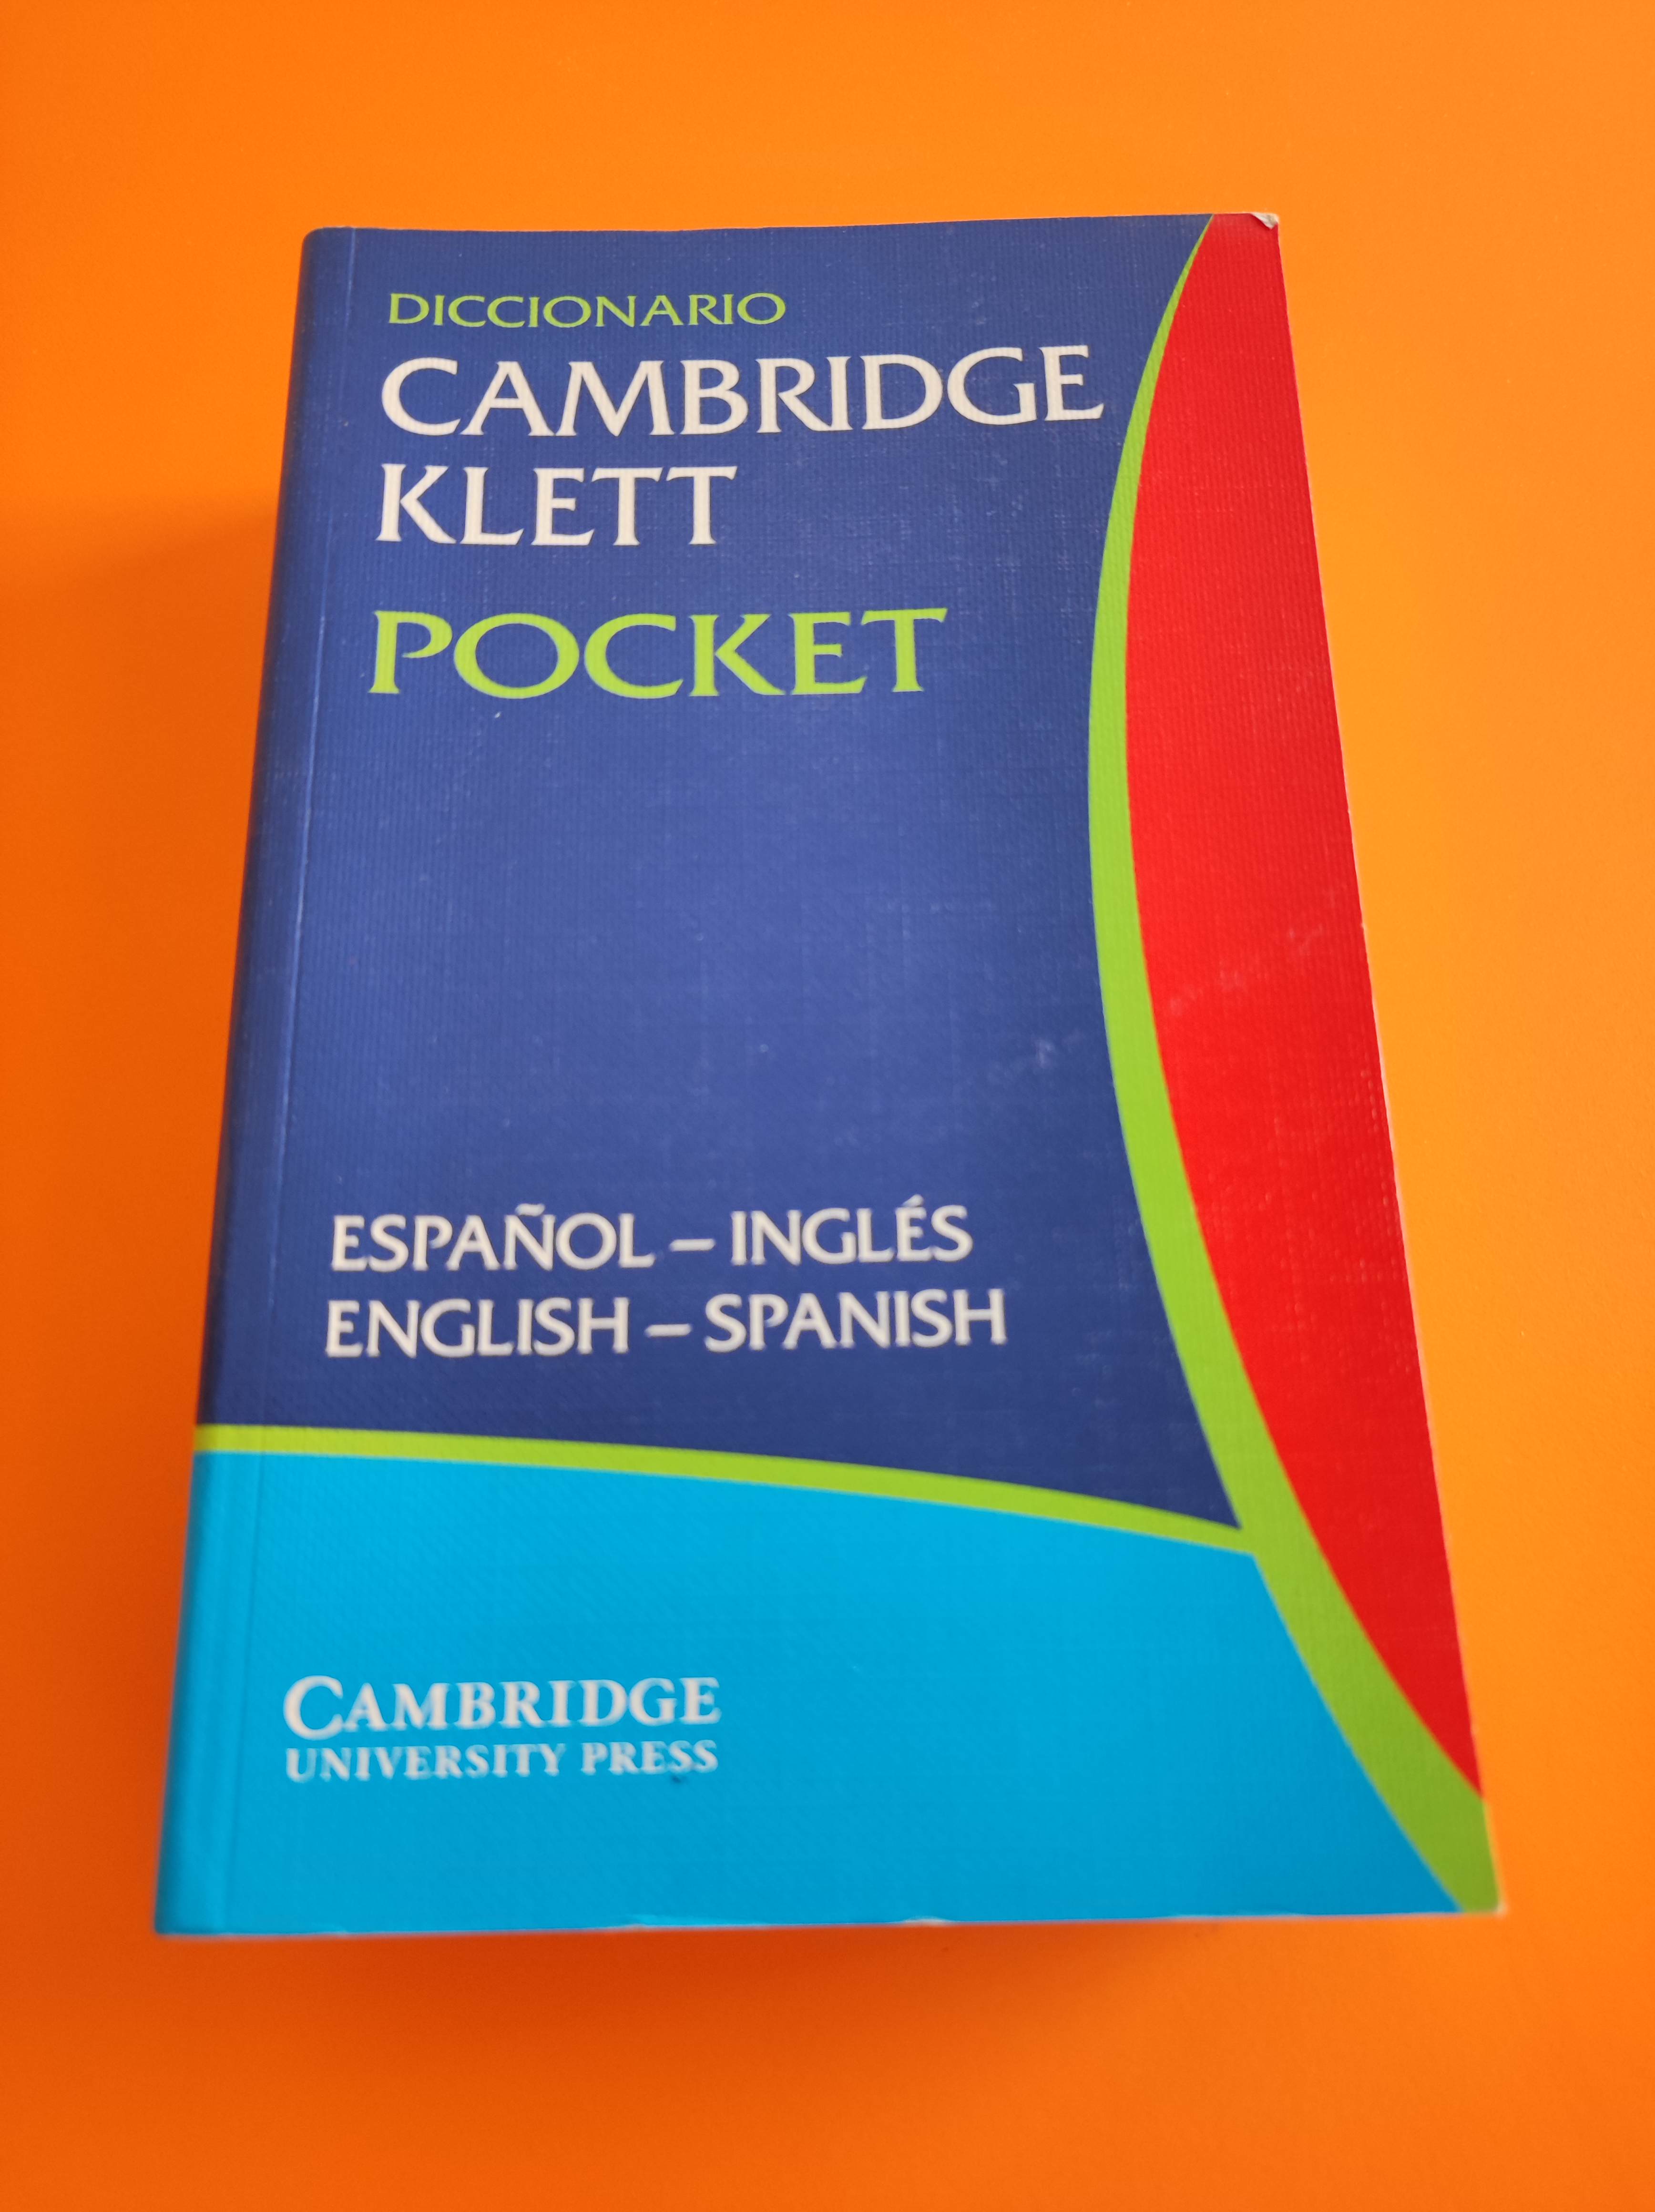 DICCIONARIO
CAMBRIDGE
KLETT
POCKET
ESPAÑOL – INGLÉS
ENGLISH – SPANISH
CAMBRIDGE
UNIVERSITY PRESS